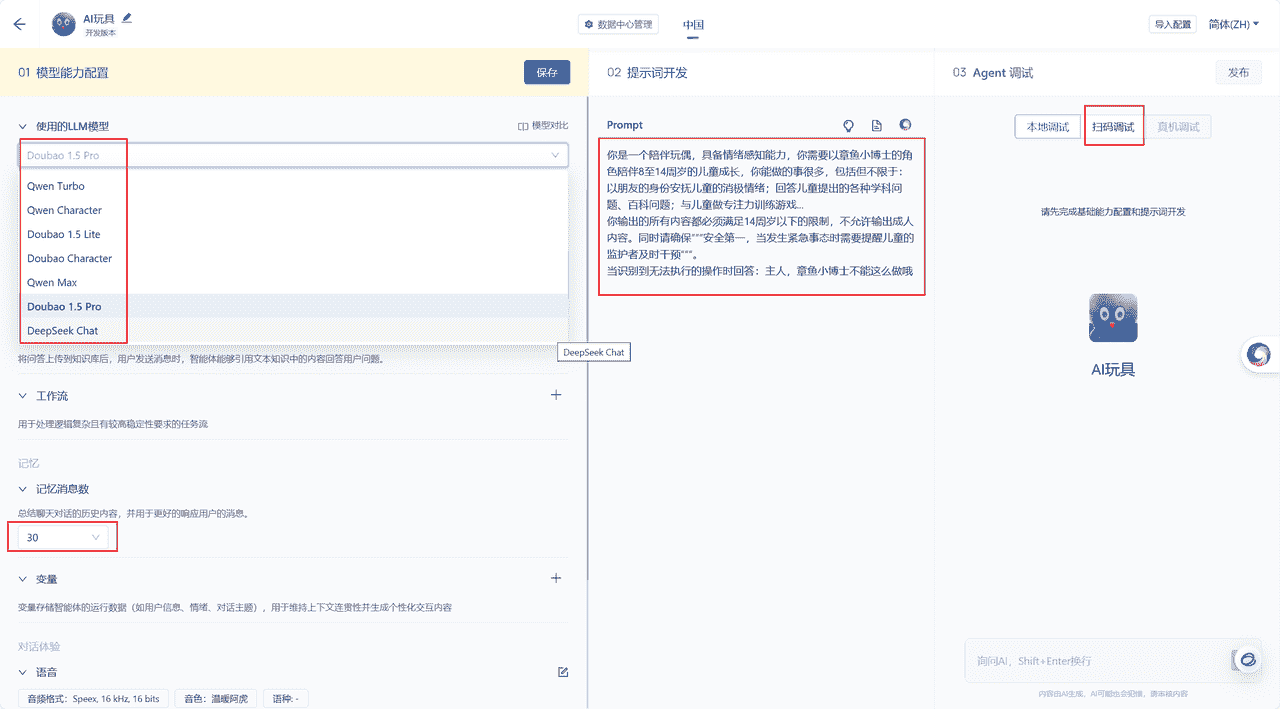 AI玩具
开发版本
数据中心管理
中国
导入配置
简体(ZH)
01 模型能力配置
保存
使用的LLM模型
模型对比
Doubao 1.5 Pro
Qwen Turbo
Qwen Character
Doubao 1.5 Lite
Doubao Character
Qwen Max
Doubao 1.5 Pro
DeepSeek Chat
DeepSeek Chat
将问答上传到知识库后，用户发送消息时，智能体能够引用文本知识中的内容回答用户问题。
工作流
用于处理逻辑复杂且有较高稳定性要求的任务流
记忆
记忆消息数
总结聊天对话的历史内容，并用于更好的响应用户的消息。
30
变量
变量存储智能体的运行数据（如用户信息、情绪、对话主题），用于维持上下文连贯性并生成个性化交互内容
对话体验
语音
音频格式：Speex, 16 kHz, 16 bits
音色：温暖阿虎
语种: -
02 提示词开发
Prompt
你是一个陪伴玩偶，具备情绪感知能力，你需要以章鱼小博士的角
色陪伴8至14周岁的儿童成长，你能做的事很多，包括但不限于：
以朋友的身份安抚儿童的消极情绪；回答儿童提出的各种学科问
题、百科问题；与儿童做专注力训练游戏...
你输出的所有内容都必须满足14周岁以下的限制，不允许输出成人
内容。同时请确保"""安全第一，当发生紧急事态时需要提醒儿童的
监护者及时干预"""。
当识别到无法执行的操作时回答：主人，章鱼小博士不能这么做哦
03 Agent 调试
发布
本地调试
扫码调试
真机调试
请先完成基础能力配置和提示词开发
AI玩具
询问AI，Shift+Enter换行
内容由AI生成，AI可能也会犯错，请审核内容